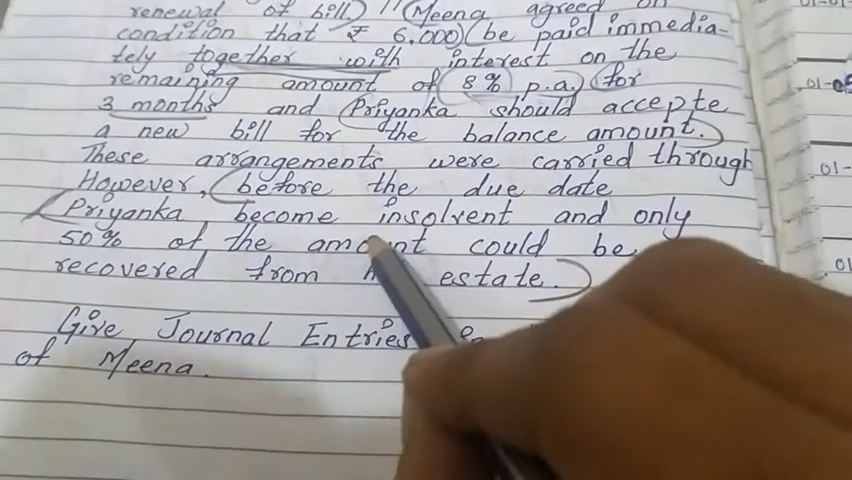 renewal of bill.) (Meena agreed on
condition that ₹ 6,000) (be paid immedia-
tely together with interest on the
remaining amount of (8% p.a.) (for
3 months and (Priyanka should accepte
a new bill for the balance amount.)
These arrangements were carried through
However, (before the due date
Priyanka become insolvent and only
50% of the amount could be
recovered from estate.)
Give Journal Entries
of Meena.
01-
01-
01